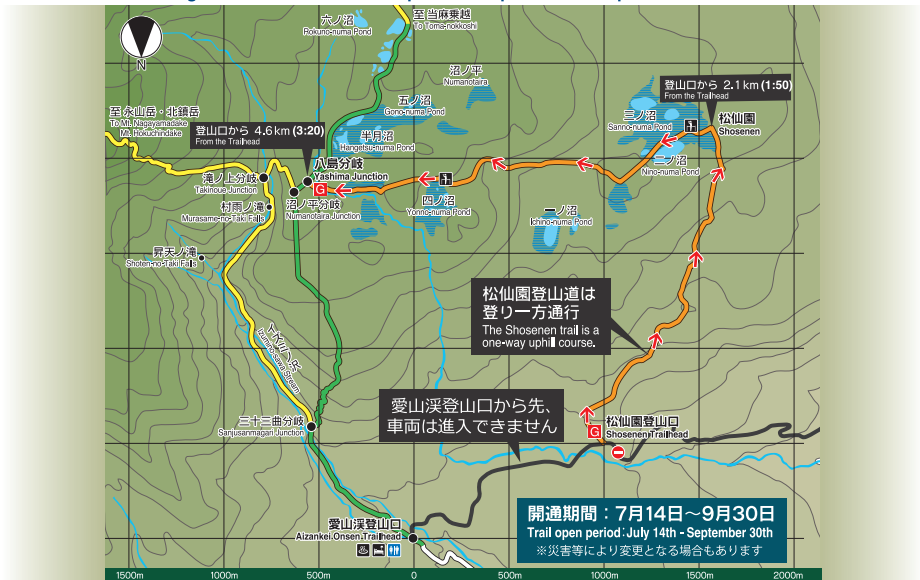 N
六ノ沼
Rokuno-numa Pond
至当麻乗越
To Toma-nokkoshi
沼ノ平
Numanotaira
五ノ沼
Gono-numa Pond
半月沼
Hangetsu-numa Pond
至永山岳・北鎮岳
To Mt. Nagayamadake
Mt. Hokuchindake
登山口から 4.6km (3:20)
From the Trailhead
登山口から 2.1km (1:50)
From the Trailhead
三ノ沼
Sanno-numa Pond
松仙園
Shosenen
二ノ沼
Nino-numa Pond
八島分岐
Yashima Junction
G
滝ノ上分岐
Takinoue Junction
沼ノ平分岐
Numanotaira Junction
村雨ノ滝
Murasame-no-Taki Falls
四ノ沼
Yonno-numa Pond
一ノ沼
Ichino-numa Pond
昇天ノ滝
Shoten-no-Taki Falls
松仙園登山道は
登り一方通行
The Shosenen trail is a
one-way uphill course.
イズミノ沢
Izumino-sawa Stream
愛山渓登山口から先、
車両は進入できません
三十三曲分岐
Sanjusanmagari Junction
松仙園登山口
G
Shosenen Trailhead
愛山渓登山口
Aizankei Onsen Trailhead
開通期間：7月14日～9月30日
Trail open period: July 14th - September 30th
※災害等により変更となる場合もあります
1500m 1000m 500m 0 500m 1000m 1500m 2000m